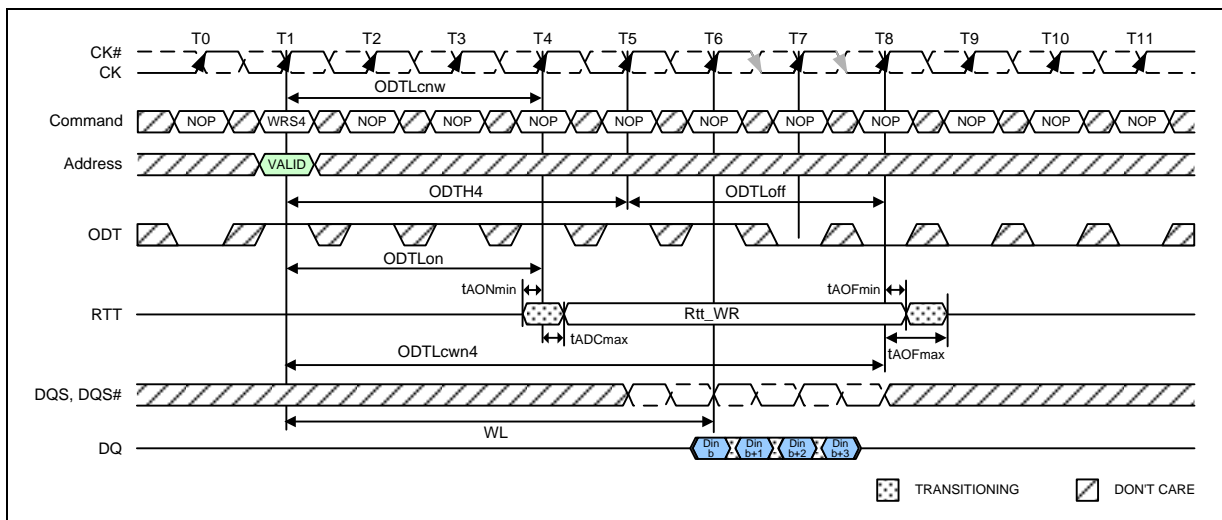 T0 T1 T2 T3 T4 T5 T6 T7 T8 T9 T10 T11
CK#
CK
ODTLcnw
Command NOP WRS4 NOP NOP NOP NOP NOP NOP NOP NOP NOP NOP
Address VALID
ODTH4 ODTLoff
ODT
ODTLon
tAONmin tAOFmin
RTT Rtt_WR
tADCmax tAOFmax
ODTLcwn4
DQS, DQS#
WL
DQ Din b Din b+1 Din b+2 Din b+3
TRANSITIONING DON'T CARE